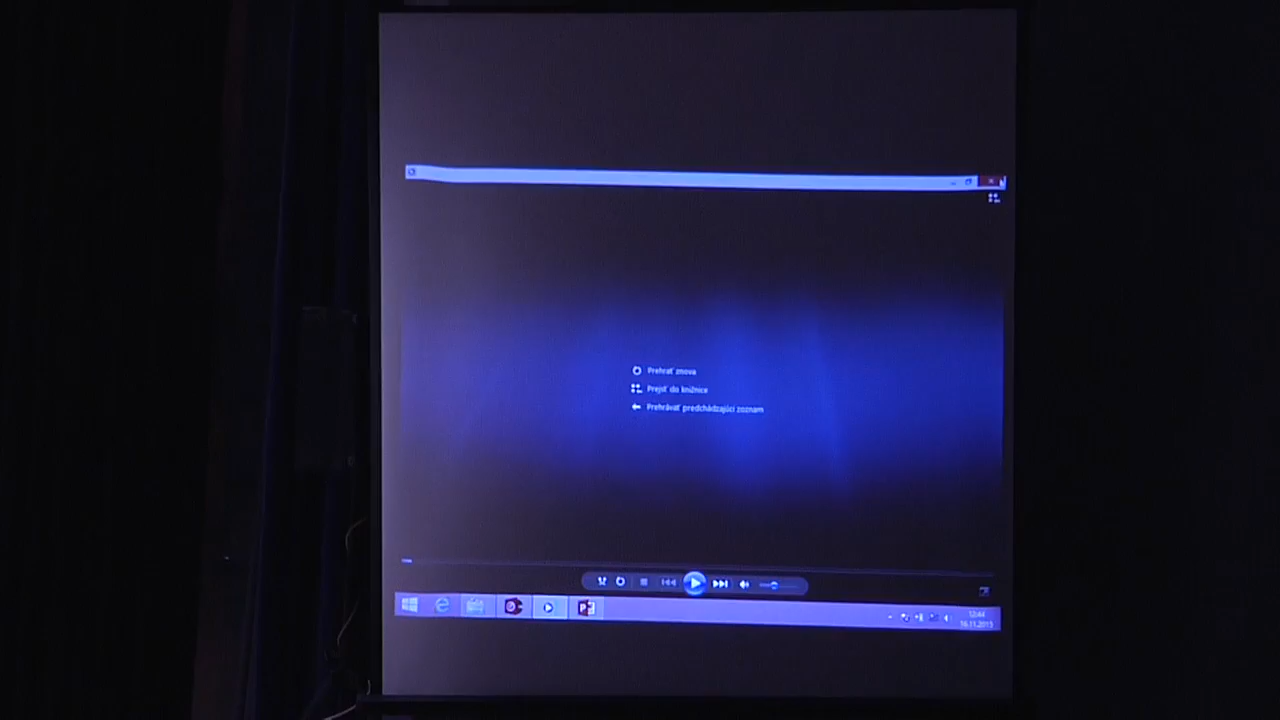 Prehrať znova
Prejsť do knižnice
Prehrávať predchádzajúci zoznam
12:44
16.11.2015